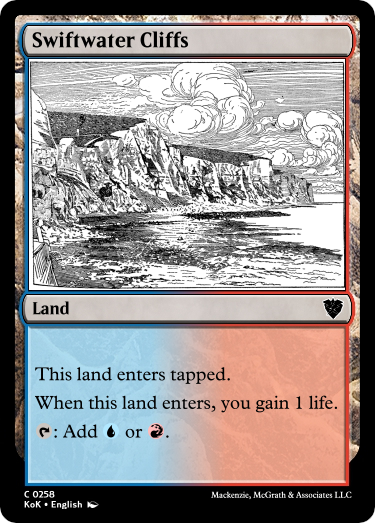 Swiftwater Cliffs
Land
This land enters tapped.
When this land enters, you gain 1 life.
: Add or .
C 0258
KoK • English
Mackenzie, McGrath & Associates LLC